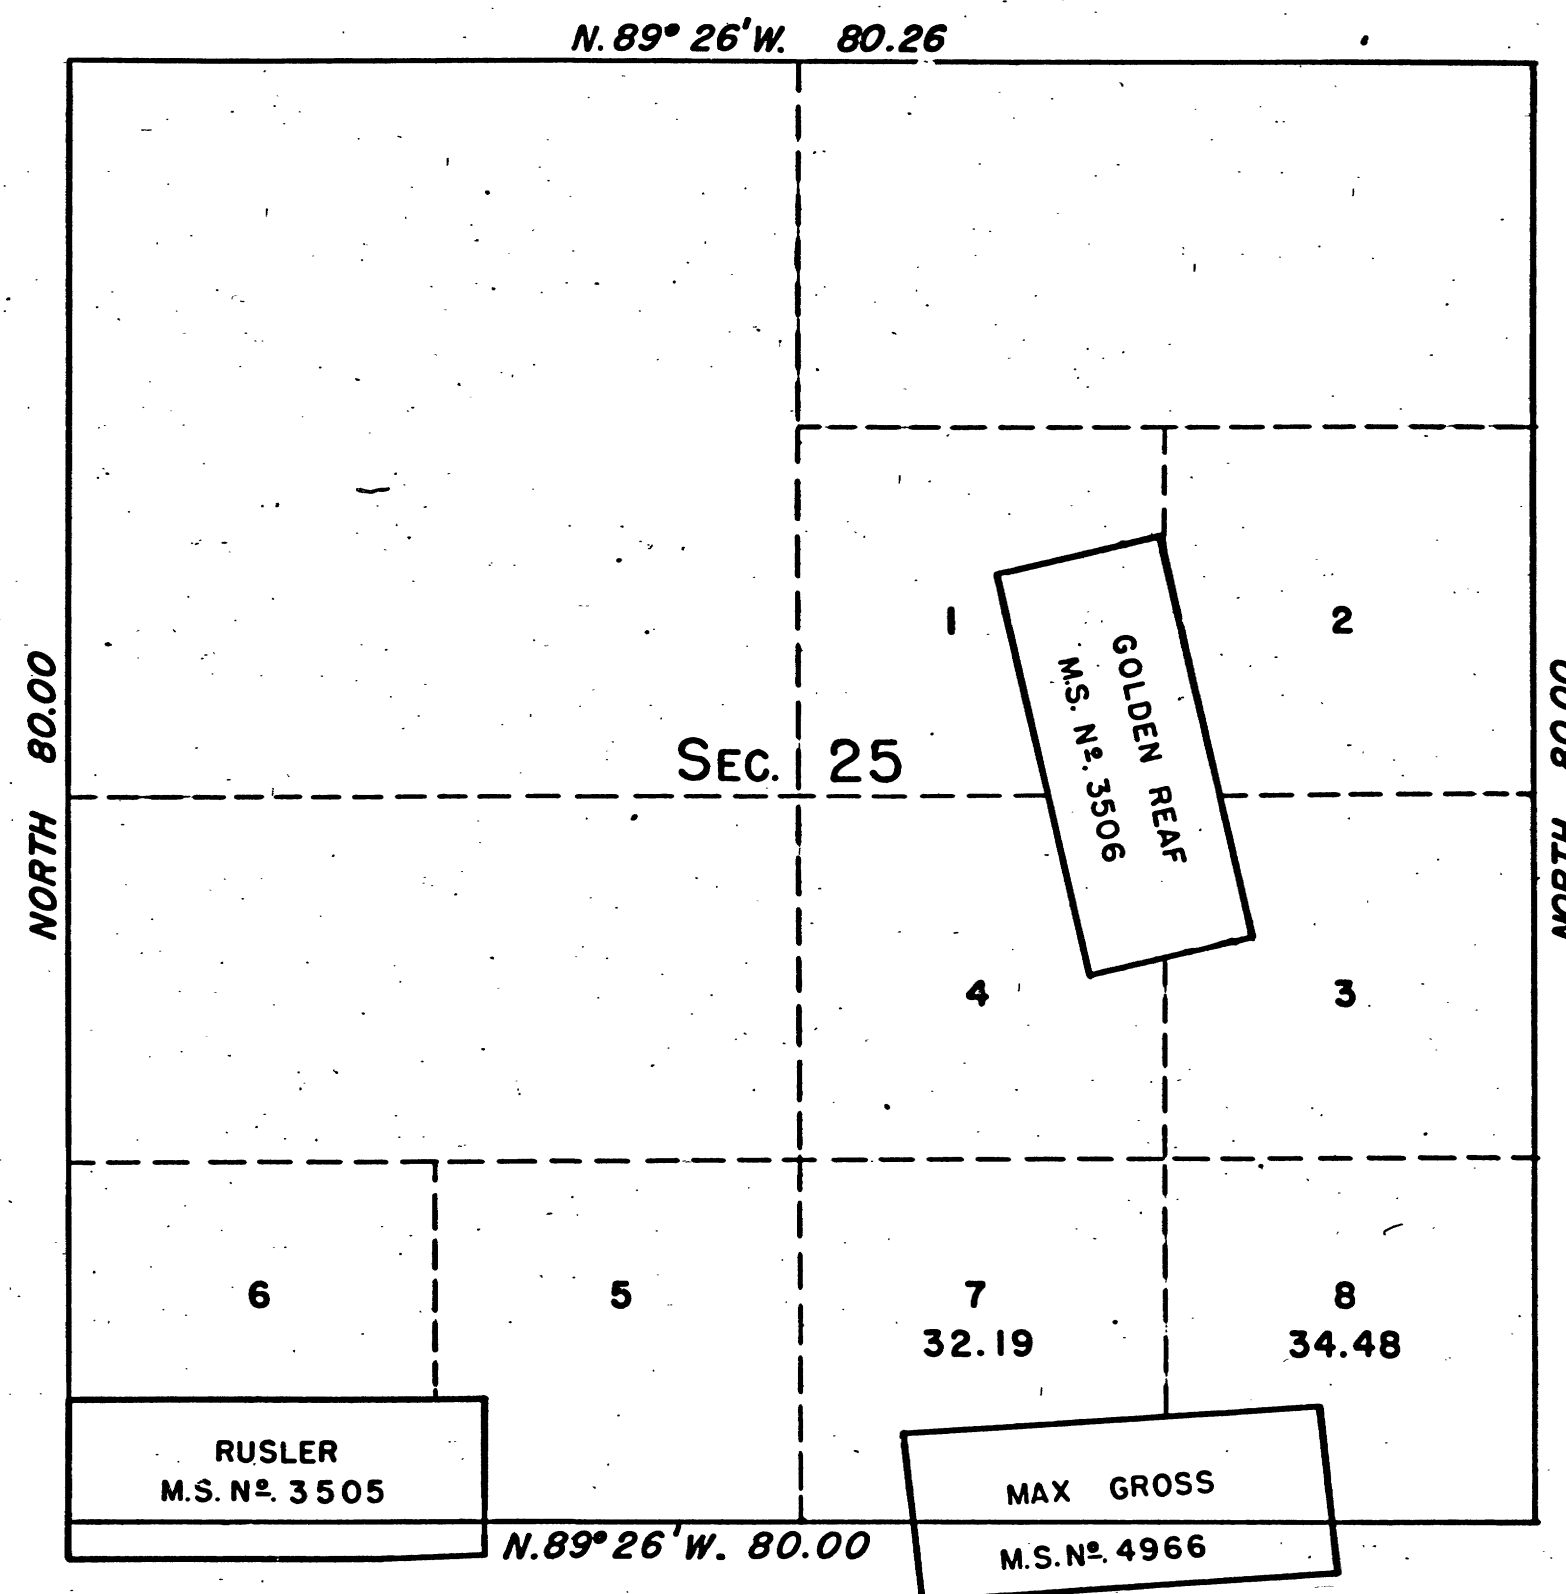 N. 89° 26' W. 80.26
NORTH 80.00
NORTH 80.00
1
2
GOLDEN REAF
M.S. Nº. 3506
SEC. 25
4
3
6
5
7
32.19
8
34.48
RUSLER
M.S. Nº. 3505
MAX GROSS
M.S. Nº. 4966
N. 89° 26' W. 80.00